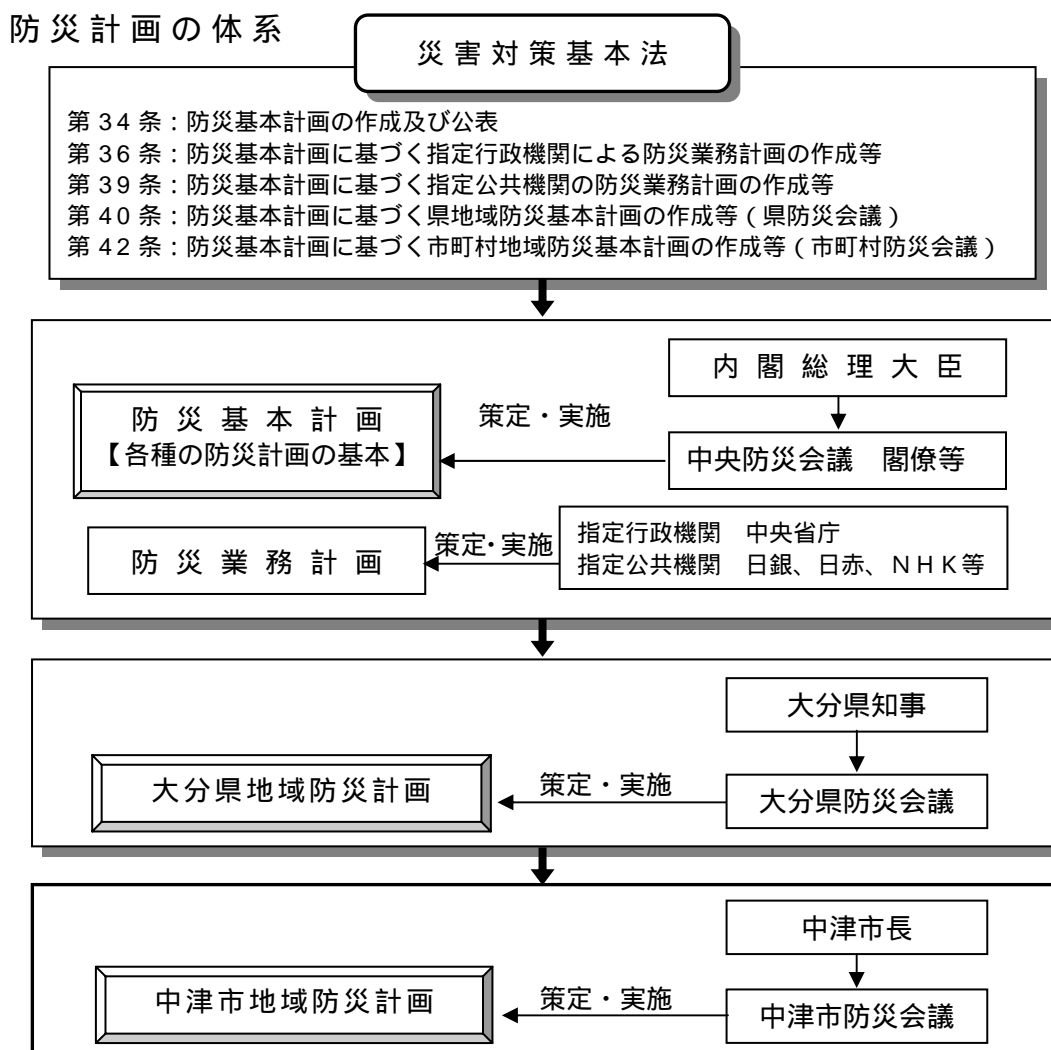 防災計画の体系
災害対策基本法
第34条：防災基本計画の作成及び公表
第36条：防災基本計画に基づく指定行政機関による防災業務計画の作成等
第39条：防災基本計画に基づく指定公共機関の防災業務計画の作成等
第40条：防災基本計画に基づく県地域防災基本計画の作成等（県防災会議）
第42条：防災基本計画に基づく市町村地域防災基本計画の作成等（市町村防災会議）
内閣総理大臣
防災基本計画
【各種の防災計画の基本】
策定・実施
中央防災会議　閣僚等
防災業務計画
策定・実施
指定行政機関　中央省庁
指定公共機関　日銀、日赤、ＮＨＫ等
大分県知事
大分県地域防災計画
策定・実施
大分県防災会議
中津市長
中津市地域防災計画
策定・実施
中津市防災会議